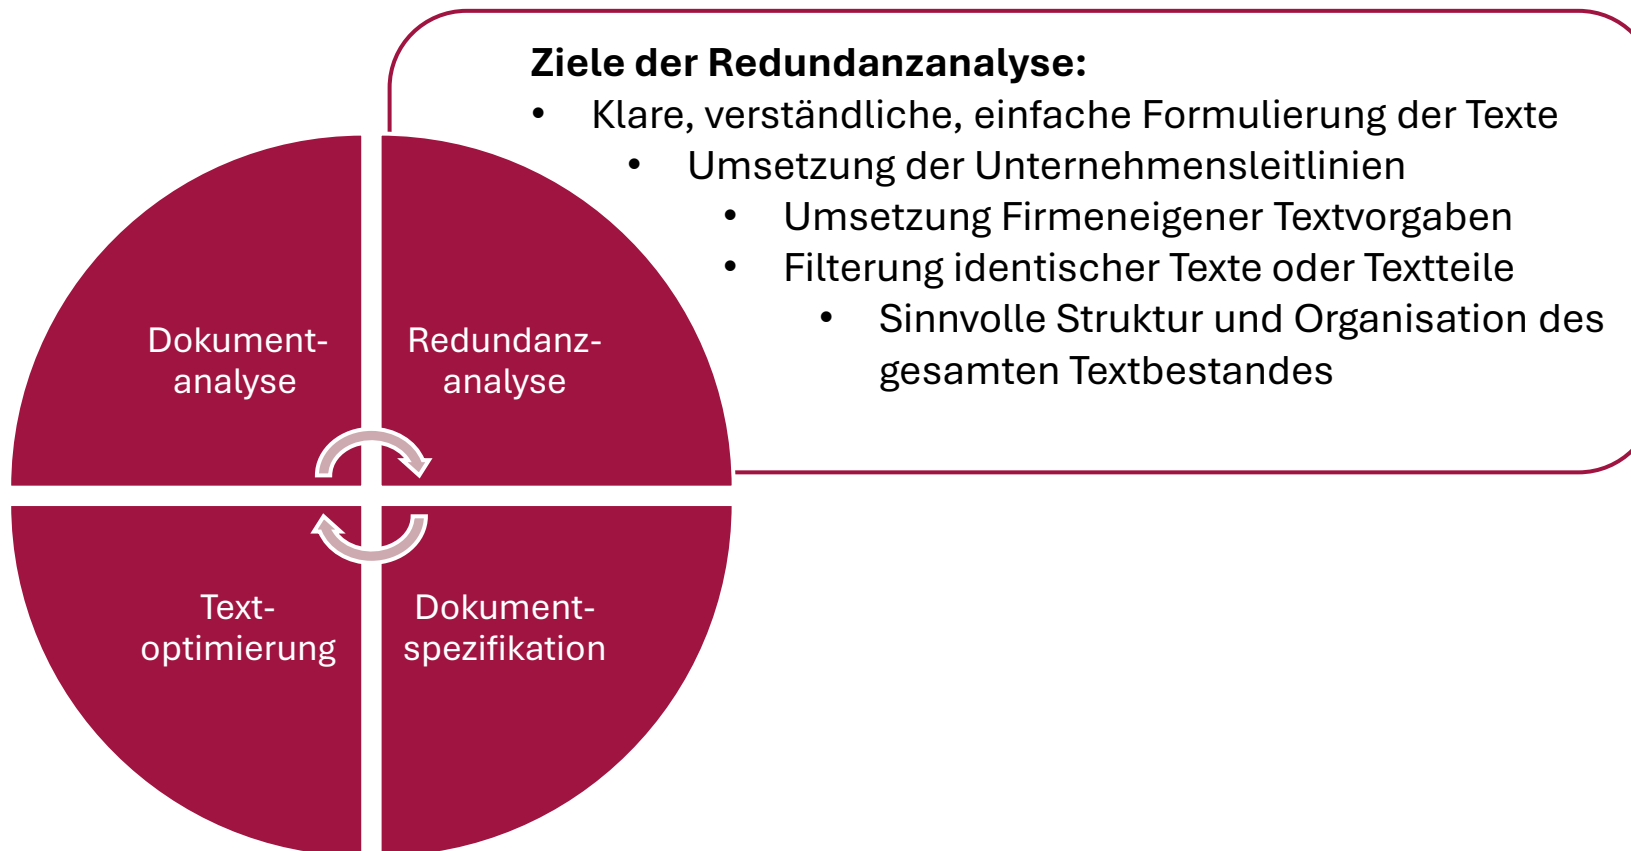 Ziele der Redundanzanalyse:
• Klare, verständliche, einfache Formulierung der Texte
• Umsetzung der Unternehmensleitlinien
• Umsetzung Firmeneigener Textvorgaben
• Filterung identischer Texte oder Textteile
• Sinnvolle Struktur und Organisation des
gesamten Textbestandes
Dokument-
analyse
Redundanz-
analyse
Text-
optimierung
Dokument-
spezifikation